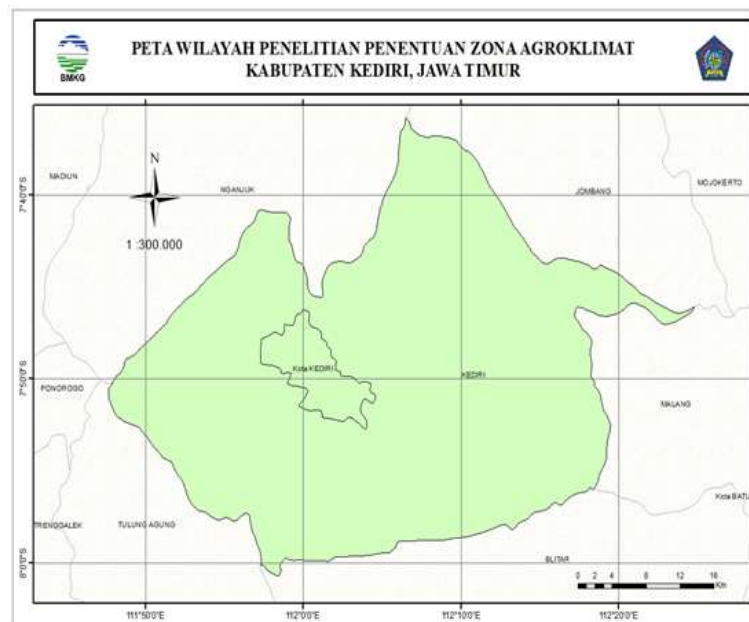 PETA WILAYAH PENELITIAN PENENTUAN ZONA AGROKLIMAT
KABUPATEN KEDIRI, JAWA TIMUR
BMKG
N
1 :300.000
MADIUN
NGANJUK
JOMBANG
MOJOKERTO
7°40'0"S
Kota KEDIRI
KEDIRI
7°50'0"S
PONOROGO
MALANG
Kota BATU
TRENGGALEK
TULUNG AGUNG
BLITAR
8°0'0"S
0 2 4 8 12 16
Km
111°50'0"E
112°0'0"E
112°10'0"E
112°20'0"E